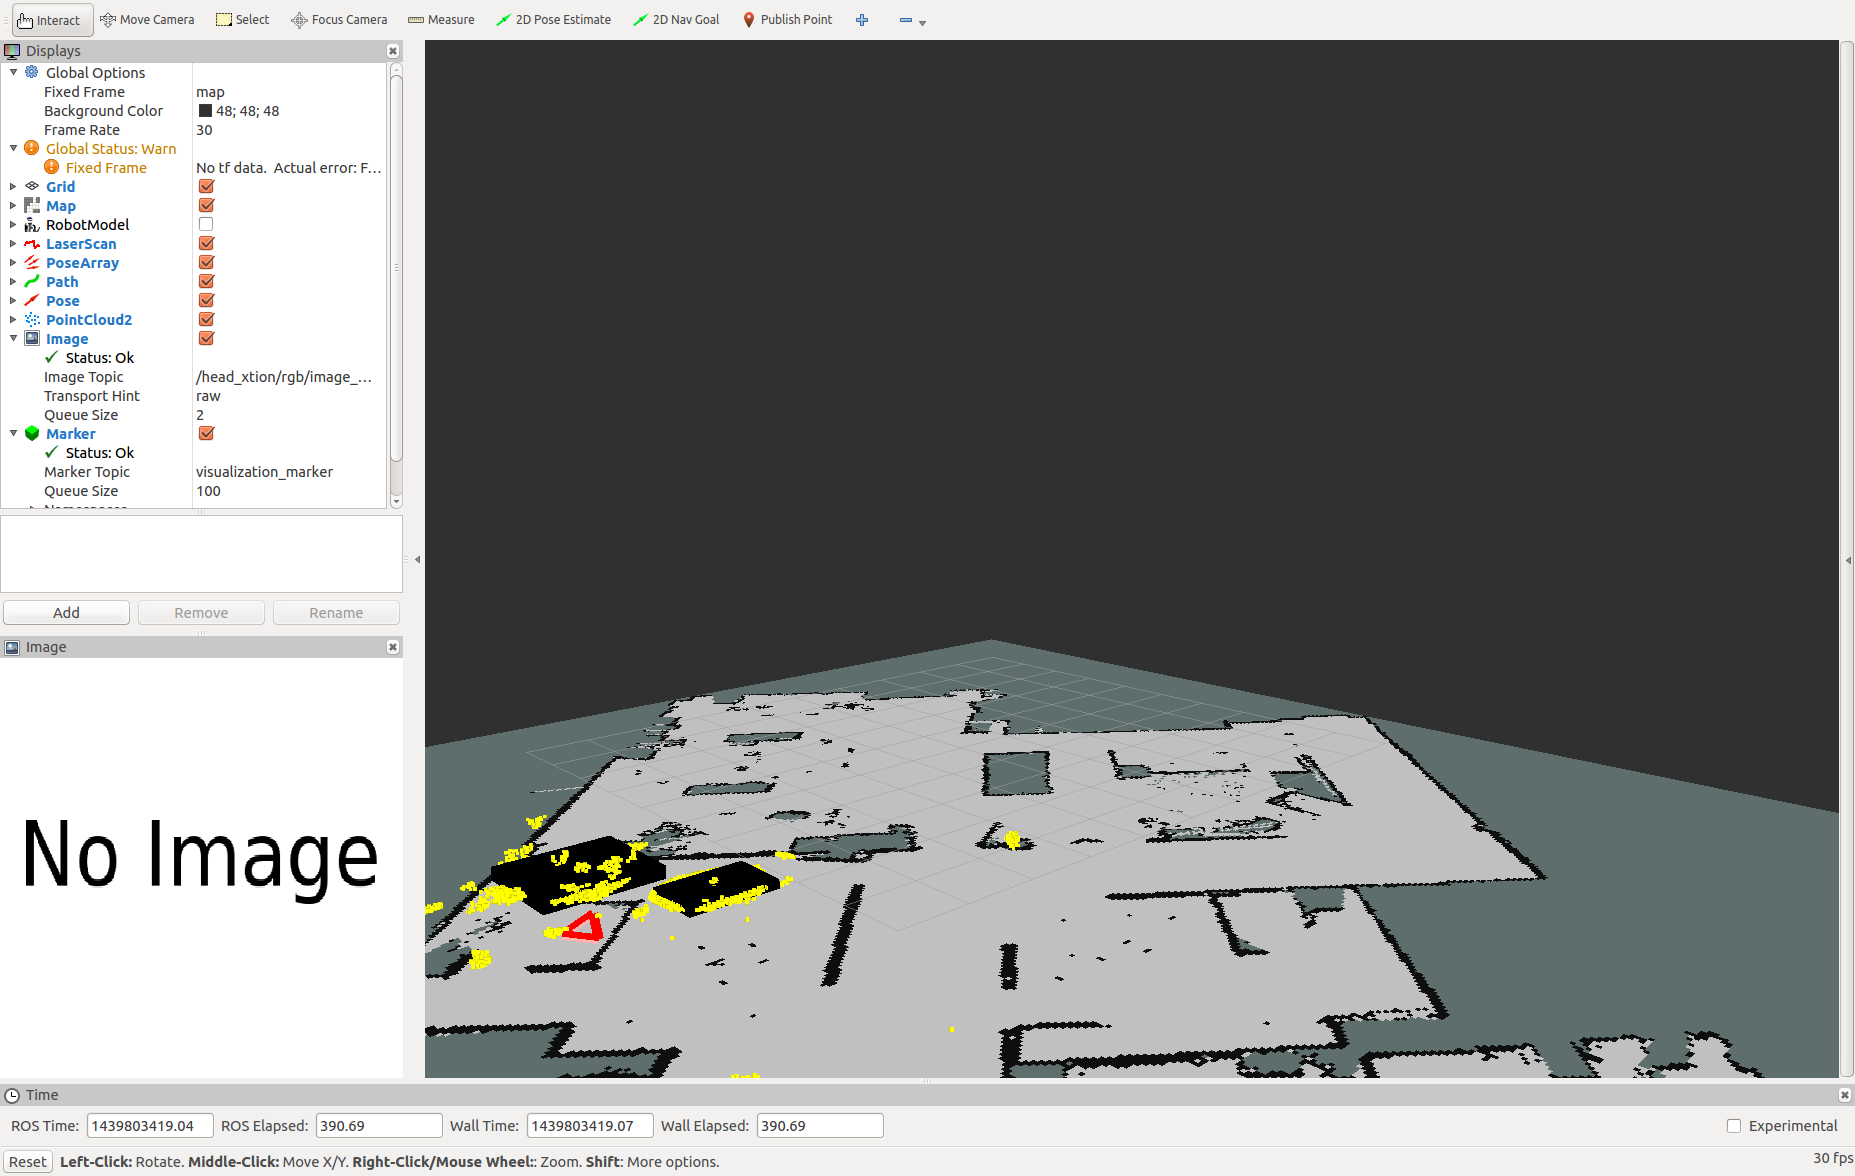 Interact Move Camera Select Focus Camera Measure 2D Pose Estimate 2D Nav Goal Publish Point
Displays
Global Options
Fixed Frame map
Background Color 48; 48; 48
Frame Rate 30
Global Status: Warn
Fixed Frame No tf data.  Actual error: F...
Grid
Map
RobotModel
LaserScan
PoseArray
Path
Pose
PointCloud2
Image
Status: Ok
Image Topic /head_xtion/rgb/image_...
Transport Hint raw
Queue Size 2
Marker
Status: Ok
Marker Topic visualization_marker
Queue Size 100
Add Remove Rename
Image
No Image
Time
ROS Time: 1439803419.04 ROS Elapsed: 390.69 Wall Time: 1439803419.07 Wall Elapsed: 390.69 Experimental
Reset Left-Click: Rotate. Middle-Click: Move X/Y. Right-Click/Mouse Wheel:: Zoom. Shift: More options. 30 fps